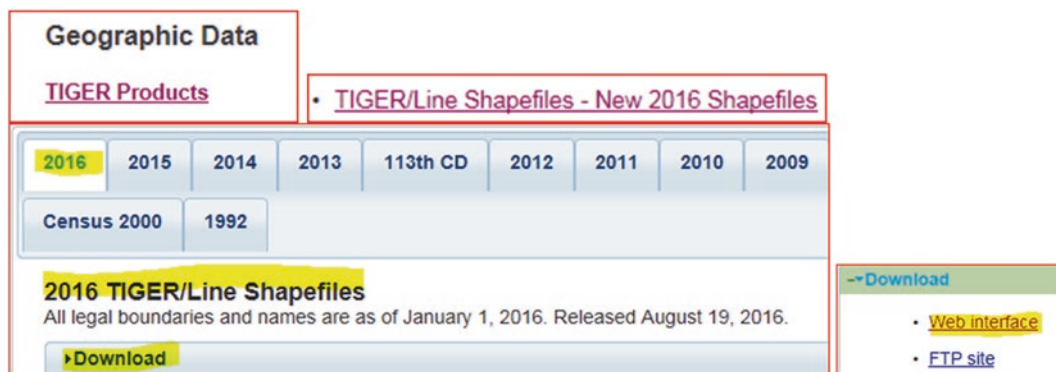 Geographic Data
TIGER Products
• TIGER/Line Shapefiles - New 2016 Shapefiles
2016 2015 2014 2013 113th CD 2012 2011 2010 2009
Census 2000 1992
2016 TIGER/Line Shapefiles
All legal boundaries and names are as of January 1, 2016. Released August 19, 2016.
Download
Download
• Web interface
• FTP site